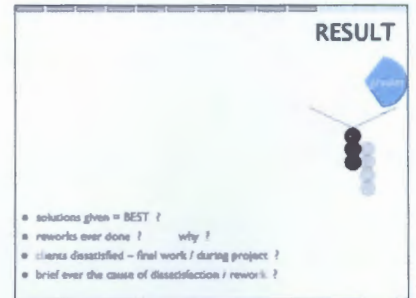 RESULT
solutions given = BEST ?
reworks ever done ? why ?
clients dissatisfied – final work / during project ?
brief ever the cause of dissatisfaction / rework ?